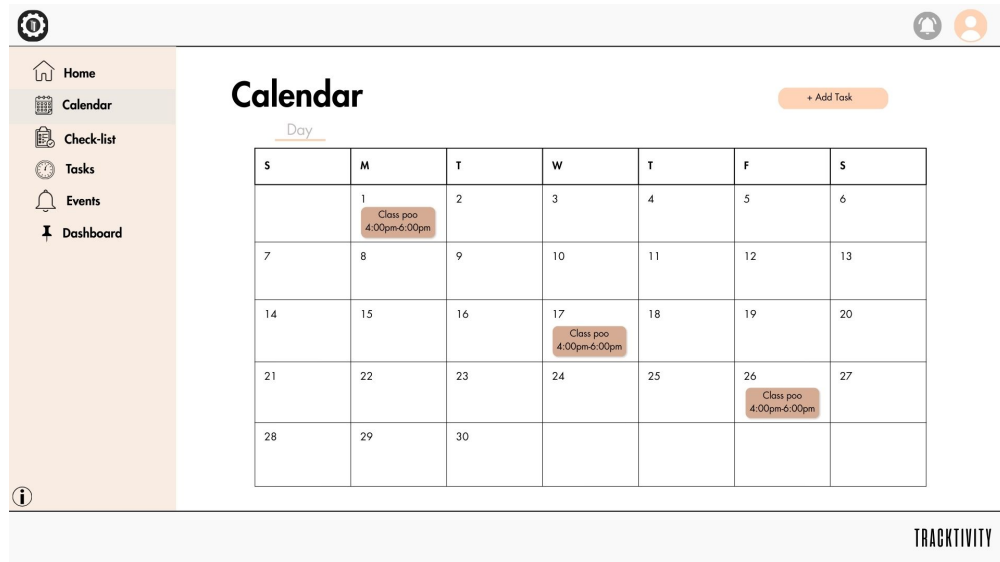 Home
Calendar
Check-list
Tasks
Events
Dashboard
Calendar
+ Add Task
Day
S M T W T F S
1 2 3 4 5 6
Class poo
4:00pm-6:00pm
7 8 9 10 11 12 13
14 15 16 17 18 19 20
Class poo
4:00pm-6:00pm
21 22 23 24 25 26 27
Class poo
4:00pm-6:00pm
28 29 30
TRACKTIVITY